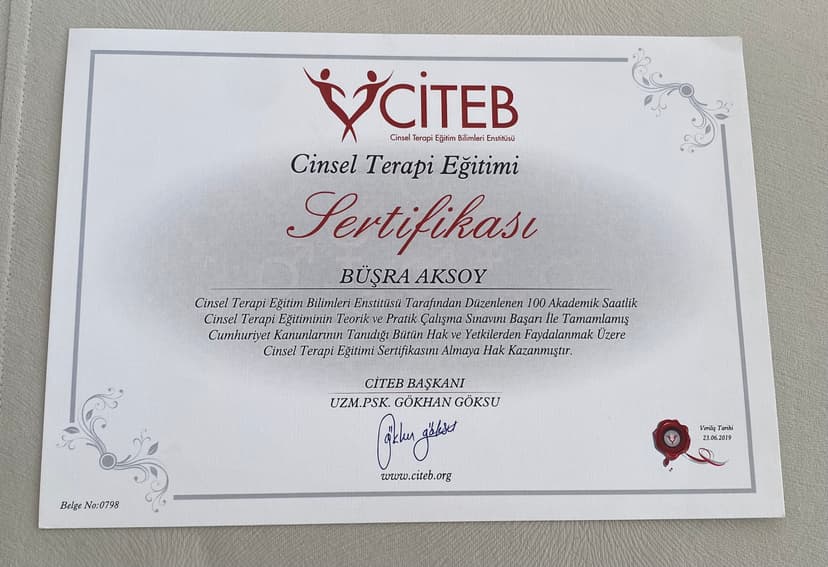 CİTEB
Cinsel Terapi Eğitim Bilimleri Enstitüsü
Cinsel Terapi Eğitimi
Sertifikası
BÜŞRA AKSOY
Cinsel Terapi Eğitim Bilimleri Enstitüsü Tarafından Düzenlenen 100 Akademik Saatlik
Cinsel Terapi Eğitiminin Teorik ve Pratik Çalışma Sınavını Başarı İle Tamamlamış
Cumhuriyet Kanunlarının Tanıdığı Bütün Hak ve Yetkilerden Faydalanmak Üzere
Cinsel Terapi Eğitimi Sertifikasını Almaya Hak Kazanmıştır.
CİTEB BAŞKANI
UZM.PSK. GÖKHAN GÖKSU
gökhan göksu
www.citeb.org
Veriliş Tarihi
23.06.2019
Belge No:0798